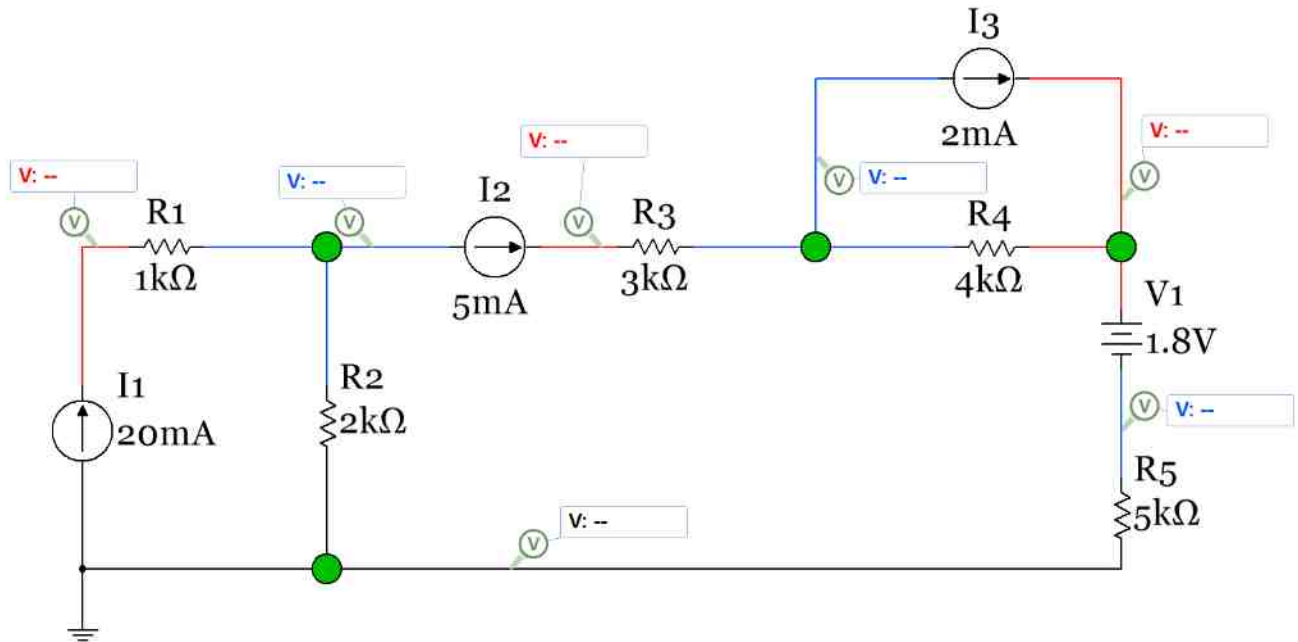 I3
2mA
V: --
V: --
V: --
V: --
V: --
R1
1kΩ
I2
5mA
R3
3kΩ
R4
4kΩ
V1
1.8V
I1
20mA
R2
2kΩ
V: --
R5
5kΩ
V: --
V
V
V
V
V
V
V